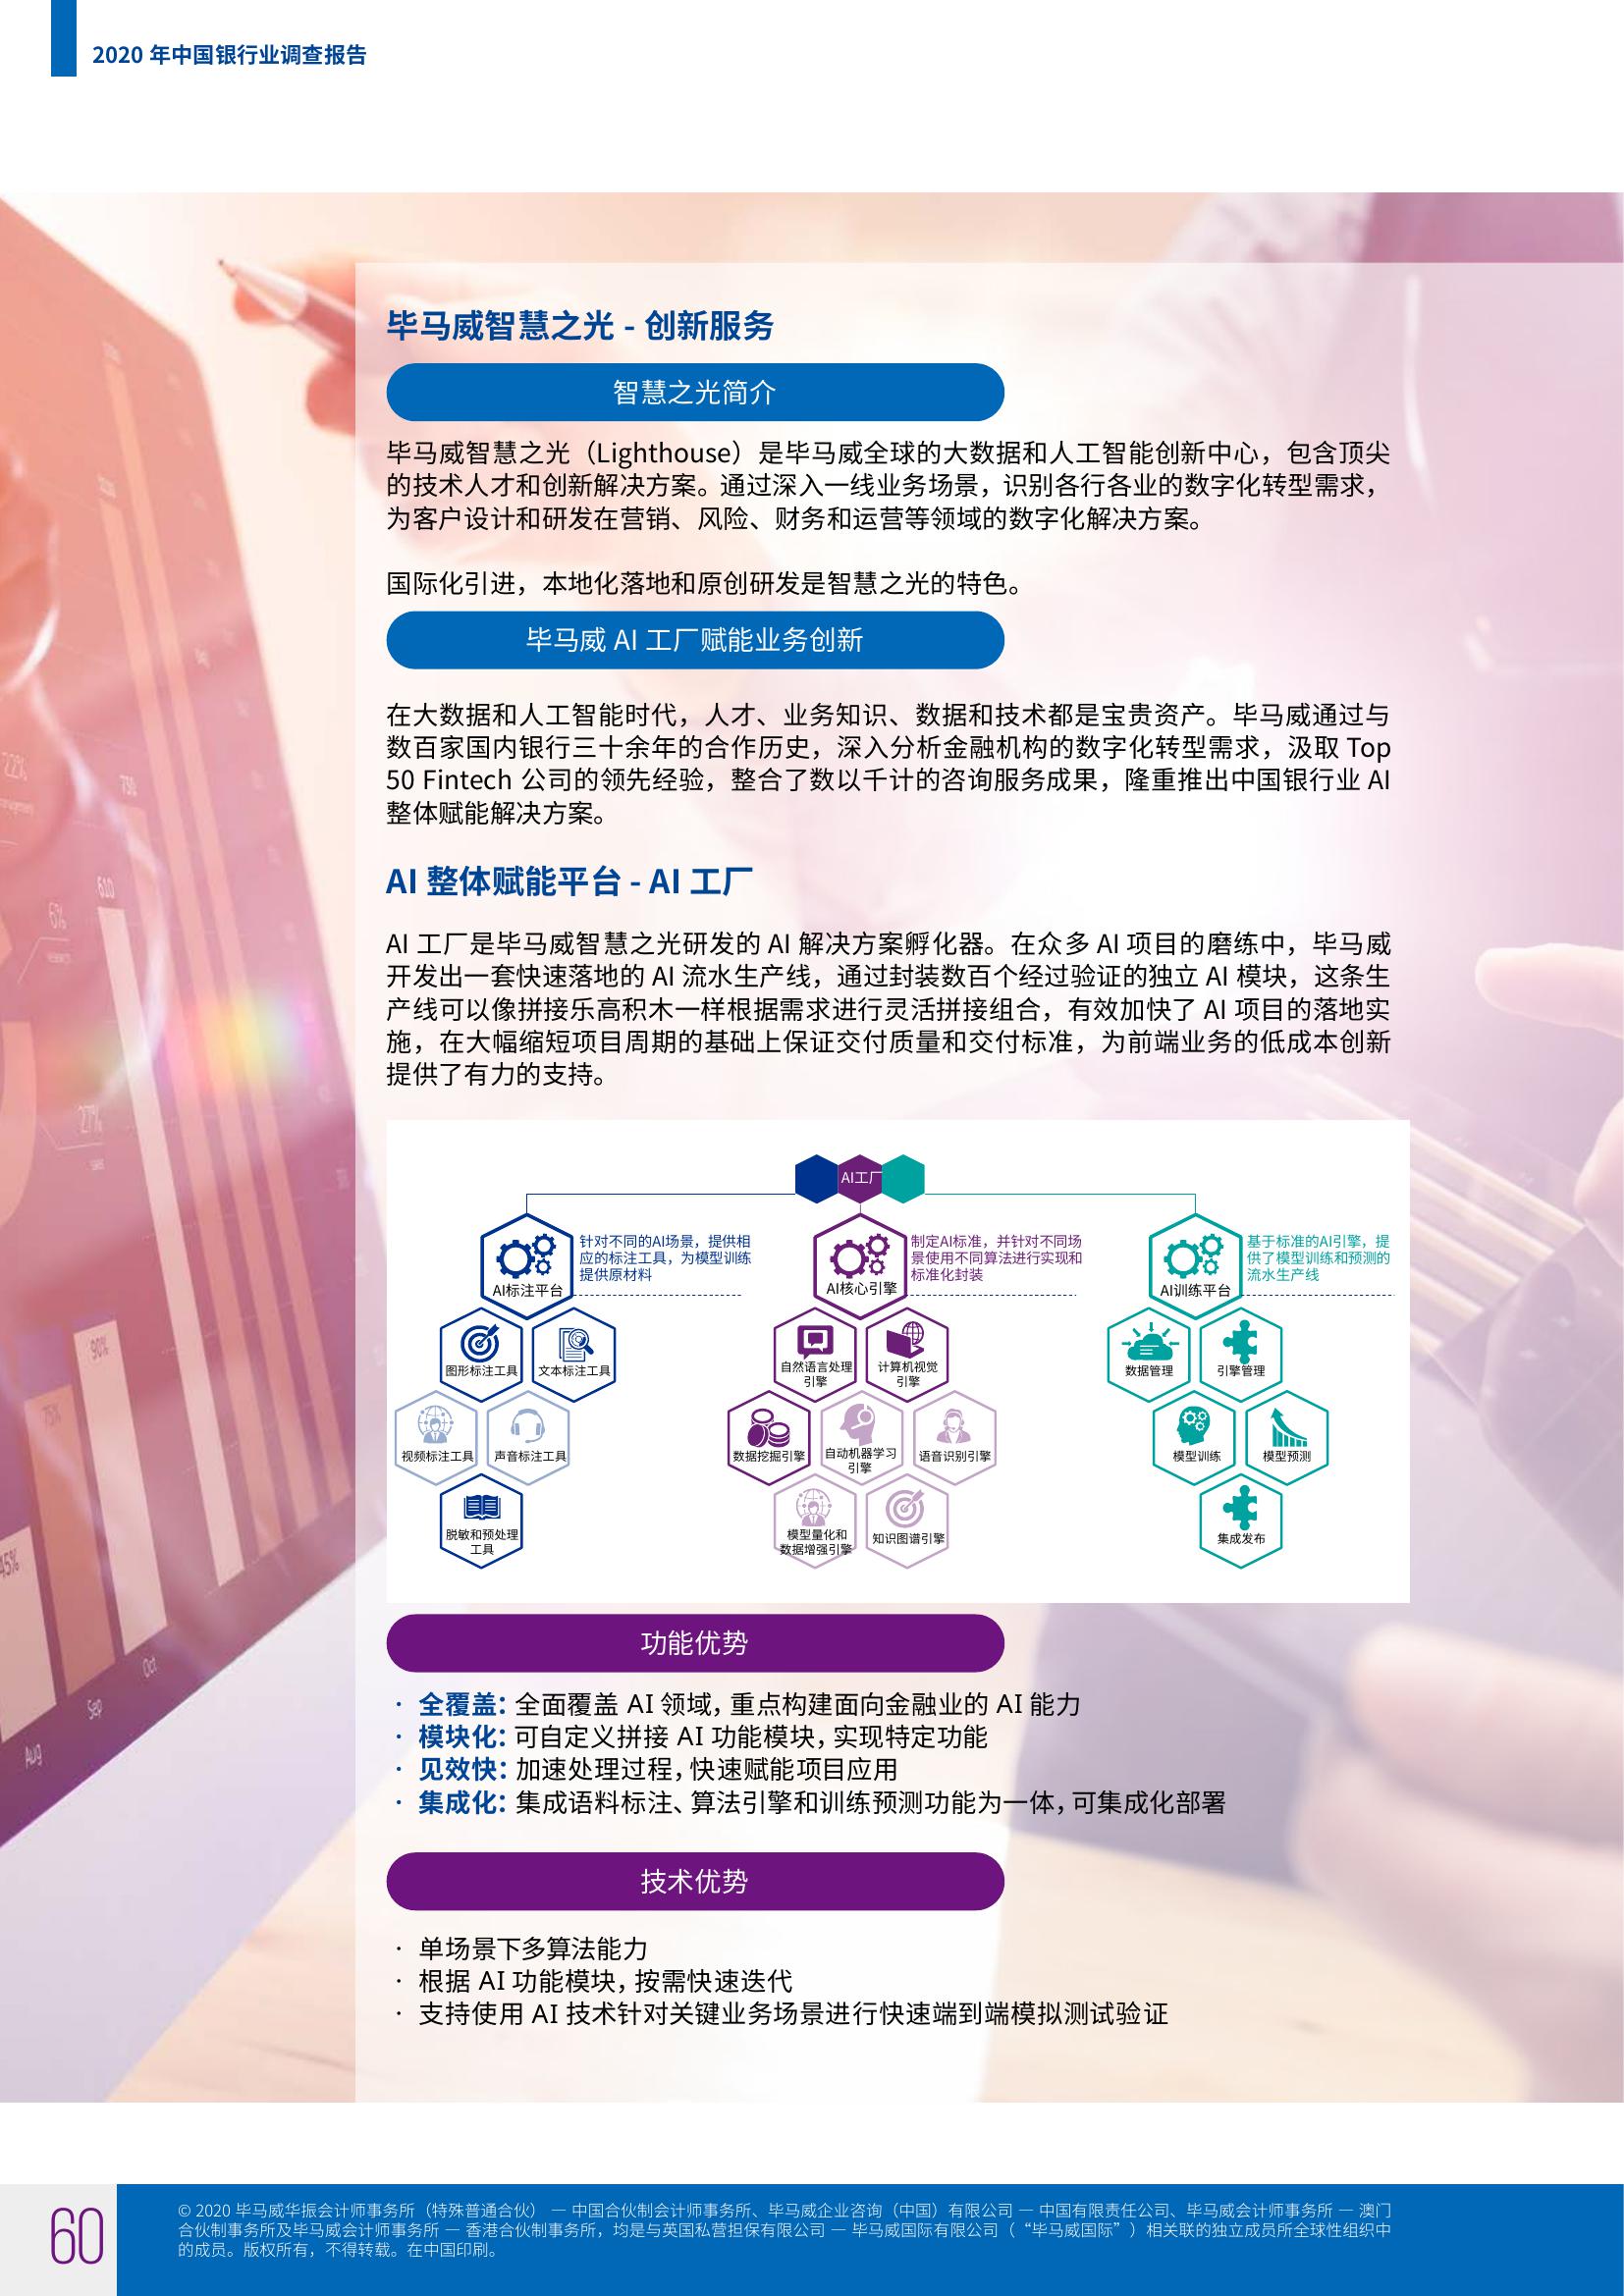 2020 年中国银行业调查报告
毕马威智慧之光 - 创新服务
智慧之光简介
毕马威智慧之光（Lighthouse）是毕马威全球的大数据和人工智能创新中心，包含顶尖
的技术人才和创新解决方案。通过深入一线业务场景，识别各行各业的数字化转型需求，
为客户设计和研发在营销、风险、财务和运营等领域的数字化解决方案。
国际化引进，本地化落地和原创研发是智慧之光的特色。
毕马威 AI 工厂赋能业务创新
在大数据和人工智能时代，人才、业务知识、数据和技术都是宝贵资产。毕马威通过与
数百家国内银行三十余年的合作历史，深入分析金融机构的数字化转型需求，汲取 Top
50 Fintech 公司的领先经验，整合了数以千计的咨询服务成果，隆重推出中国银行业 AI
整体赋能解决方案。
AI 整体赋能平台 - AI 工厂
AI 工厂是毕马威智慧之光研发的 AI 解决方案孵化器。在众多 AI 项目的磨练中，毕马威
开发出一套快速落地的 AI 流水生产线，通过封装数百个经过验证的独立 AI 模块，这条生
产线可以像拼接乐高积木一样根据需求进行灵活拼接组合，有效加快了 AI 项目的落地实
施，在大幅缩短项目周期的基础上保证交付质量和交付标准，为前端业务的低成本创新
提供了有力的支持。
AI工厂
针对不同的AI场景，提供相
应的标注工具，为模型训练
提供原材料
AI标注平台
图形标注工具
文本标注工具
视频标注工具
声音标注工具
脱敏和预处理
工具
制定AI标准，并针对不同场
景使用不同算法进行实现和
标准化封装
AI核心引擎
自然语言处理
引擎
计算机视觉
引擎
数据挖掘引擎
自动机器学习
引擎
语音识别引擎
模型量化和
数据增强引擎
知识图谱引擎
基于标准的AI引擎，提
供了模型训练和预测的
流水生产线
AI训练平台
数据管理
引擎管理
模型训练
模型预测
集成发布
功能优势
· 全覆盖：全面覆盖 AI 领域，重点构建面向金融业的 AI 能力
· 模块化：可自定义拼接 AI 功能模块，实现特定功能
· 见效快：加速处理过程，快速赋能项目应用
· 集成化：集成语料标注、算法引擎和训练预测功能为一体，可集成化部署
技术优势
· 单场景下多算法能力
· 根据 AI 功能模块，按需快速迭代
· 支持使用 AI 技术针对关键业务场景进行快速端到端模拟测试验证
750
610
6%
27%
90%
75%
45%
Aug
Sep
Oct
60
© 2020 毕马威华振会计师事务所（特殊普通合伙） — 中国合伙制会计师事务所、毕马威企业咨询（中国）有限公司 — 中国有限责任公司、毕马威会计师事务所 — 澳门
合伙制事务所及毕马威会计师事务所 — 香港合伙制事务所，均是与英国私营担保有限公司 — 毕马威国际有限公司（ “毕马威国际”）相关联的独立成员所全球性组织中
的成员。版权所有，不得转载。在中国印刷。